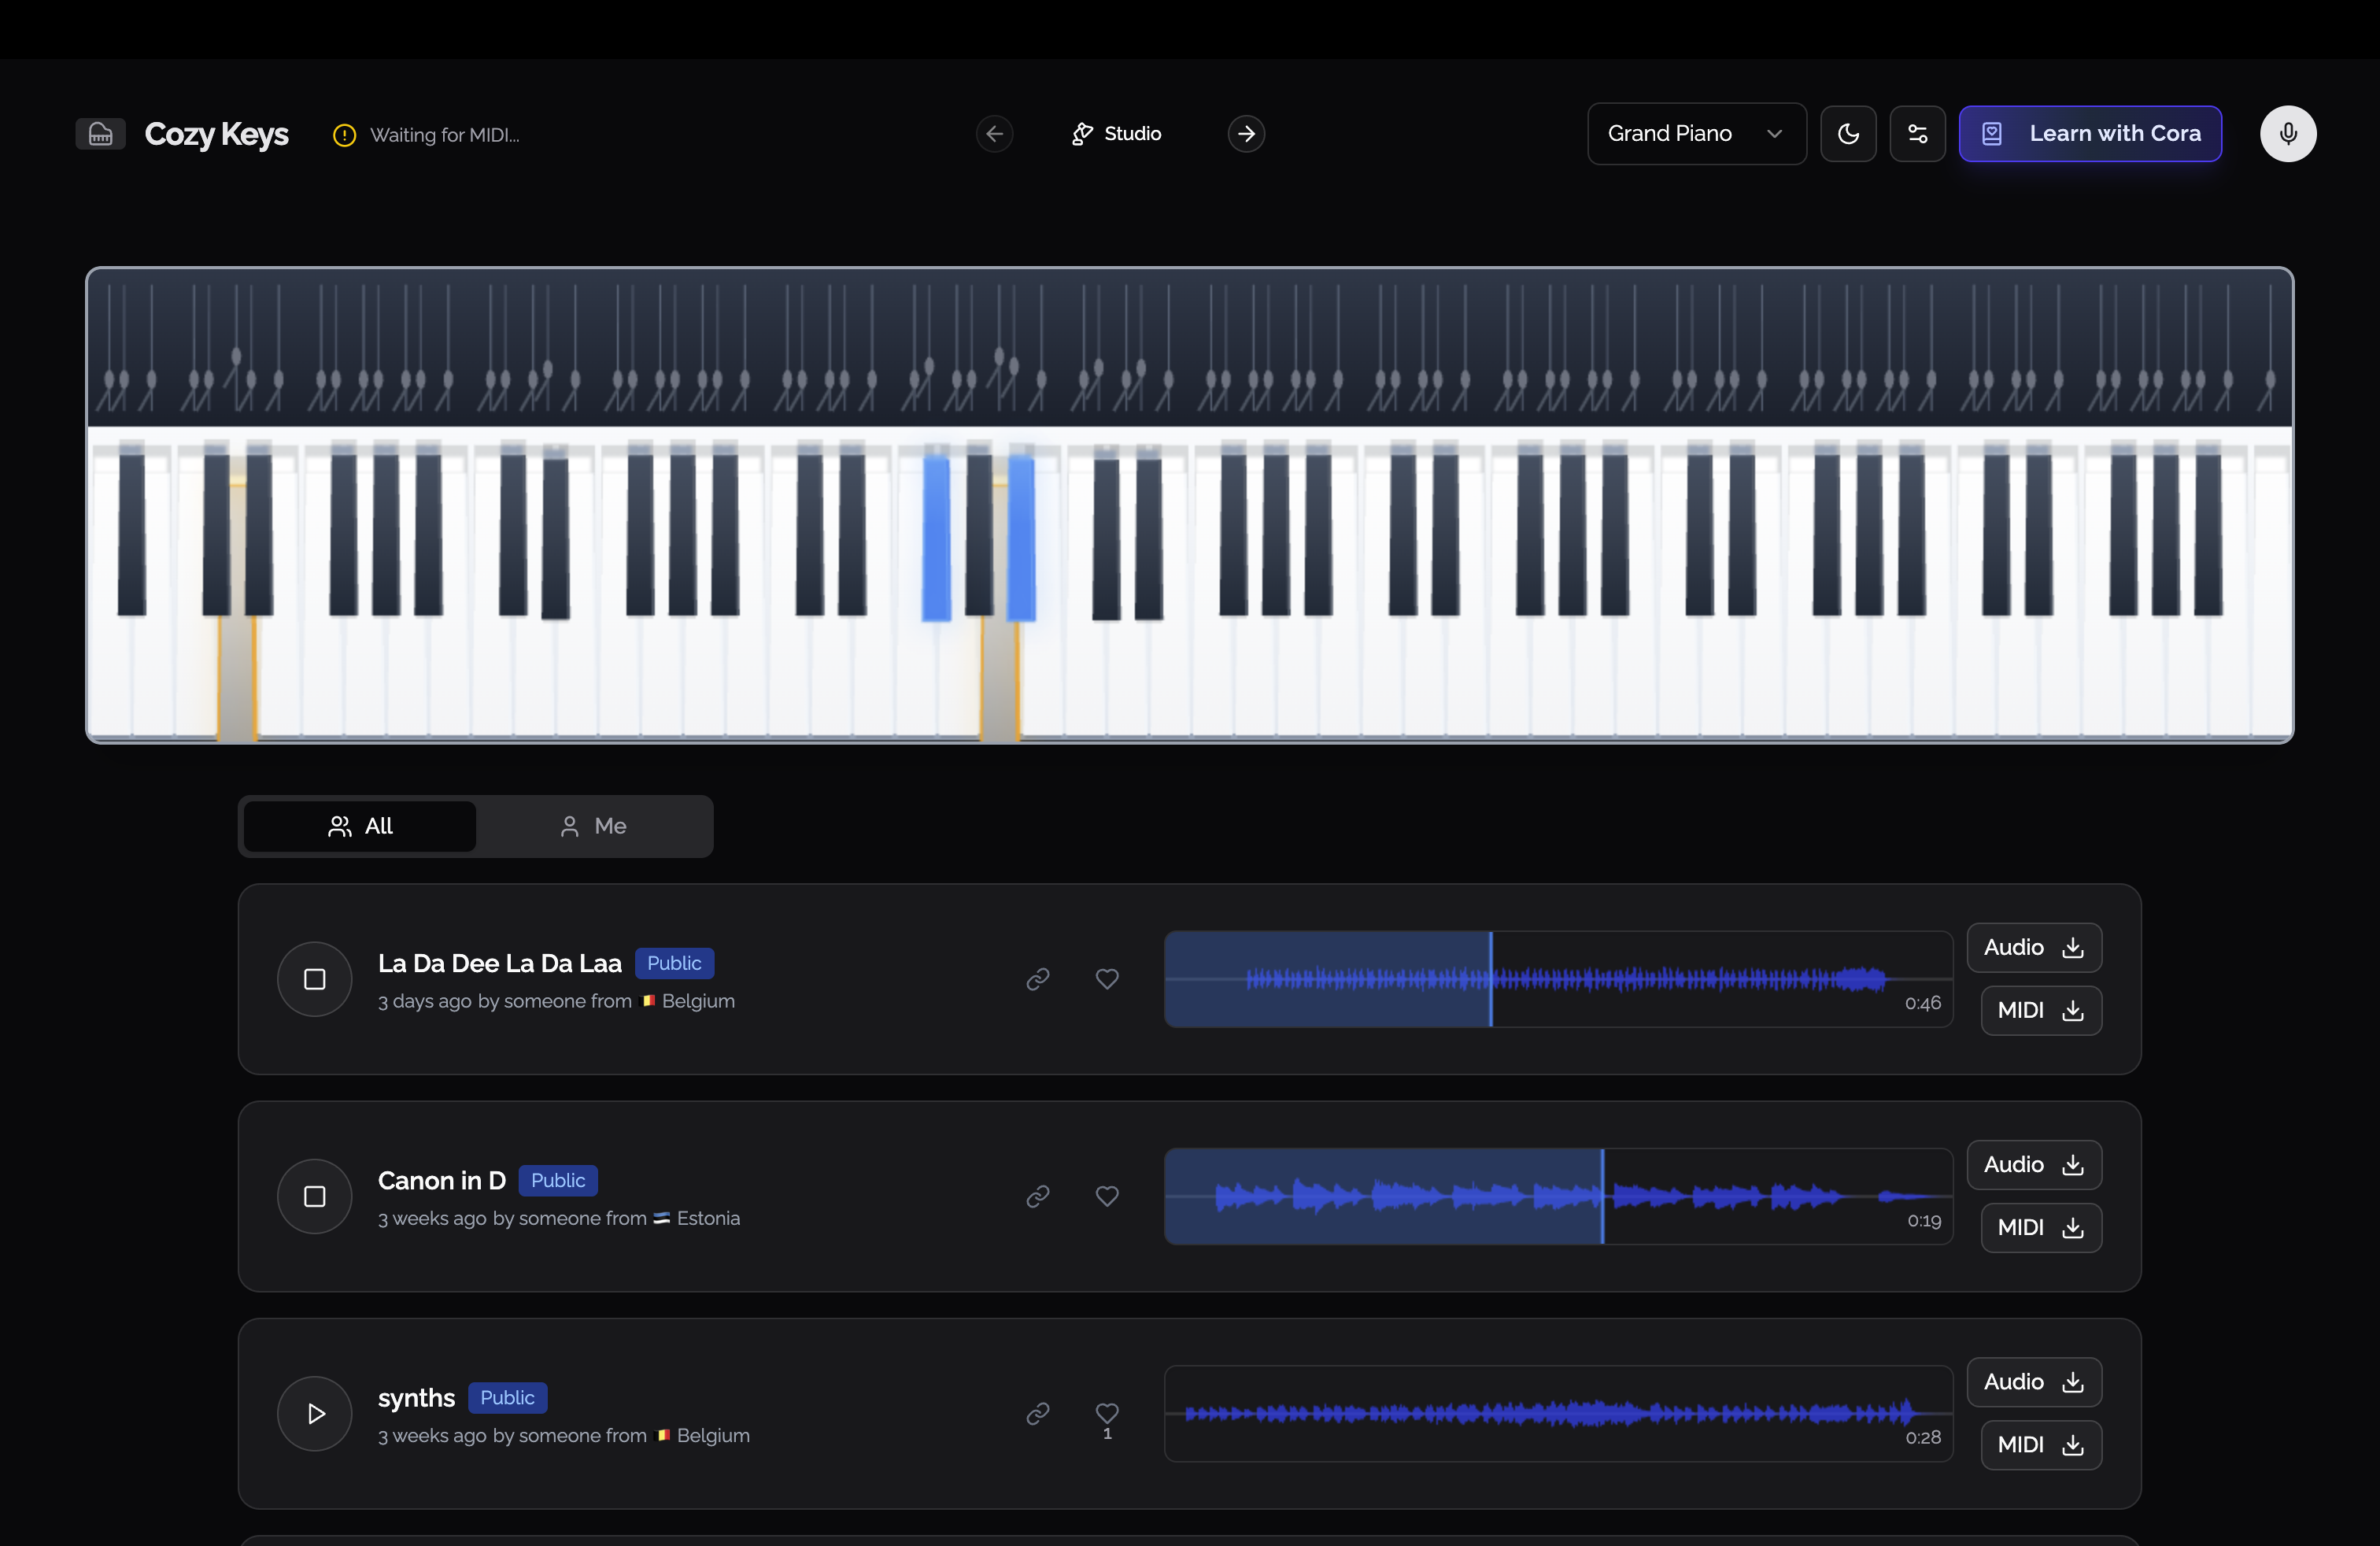 Cozy Keys
Waiting for MIDI...
Studio
Grand Piano
Learn with Cora
All
Me
La Da Dee La Da Laa
Public
3 days ago by someone from Belgium
0:46
Audio
MIDI
Canon in D
Public
3 weeks ago by someone from Estonia
0:19
Audio
MIDI
synths
Public
3 weeks ago by someone from Belgium
1
0:28
Audio
MIDI